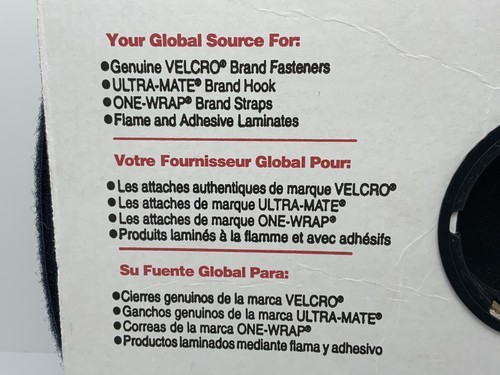 Your Global Source For:
●Genuine VELCRO® Brand Fasteners
●ULTRA-MATE® Brand Hook
●ONE-WRAP® Brand Straps
●Flame and Adhesive Laminates
Votre Fournisseur Global Pour:
●Les attaches authentiques de marque VELCRO®
●Les attaches de marque ULTRA-MATE®
●Les attaches de marque ONE-WRAP®
●Produits laminés à la flamme et avec adhésifs
Su Fuente Global Para:
●Cierres genuinos de la marca VELCRO®
●Ganchos genuinos de la marca ULTRA-MATE®
●Correas de la marca ONE-WRAP®
●Productos laminados mediante flama y adhesivo